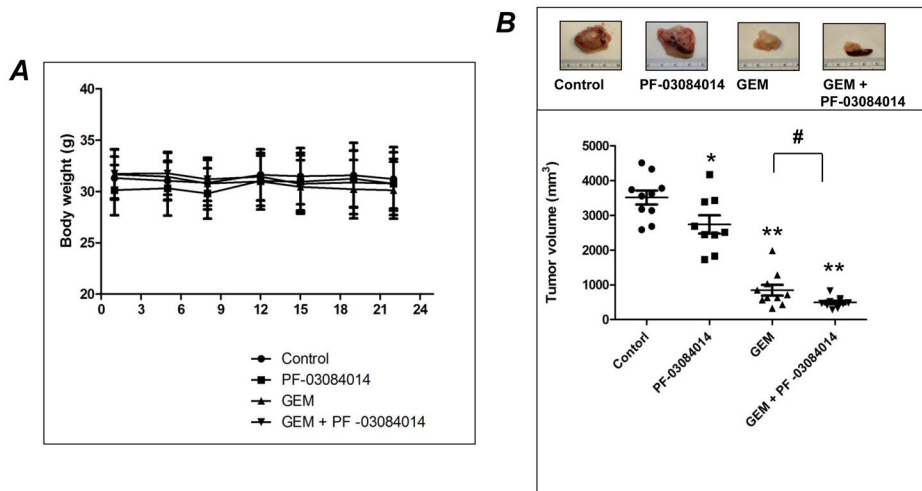 A
Body weight (g)
40
35
30
25
20
0 3 6 9 12 15 18 21 24
Control
PF-03084014
GEM
GEM + PF -03084014
B
Control PF-03084014 GEM GEM +
PF-03084014
Tumor volume (mm³)
5000
4000
3000
2000
1000
0
*
**
#
**
Contorl
PF-03084014
GEM
GEM + PF -03084014